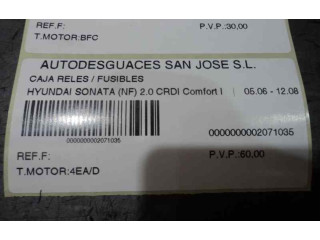 REF.F: P.V.P.:30,00
T.MOTOR:BFC
AUTODESGUACES SAN JOSE S.L.
CAJA RELES / FUSIBLES
HYUNDAI SONATA (NF) 2.0 CRDI Comfort I 05.06 - 12.08
00000000002071035
0000000002071035
REF.F: P.V.P.:60,00
T.MOTOR:4EA/D